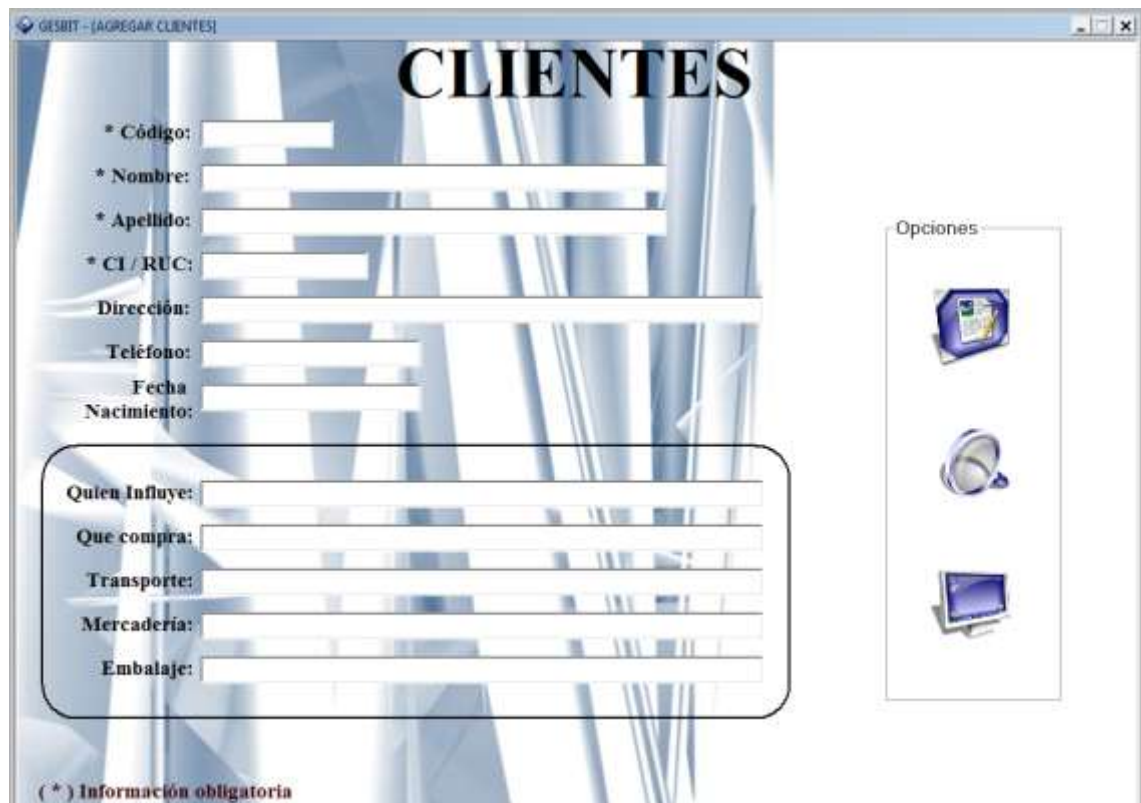 GESBIT - [AGREGAR CLIENTES]
CLIENTES
* Código:
* Nombre:
* Apellido:
* CI / RUC:
Dirección:
Teléfono:
Fecha
Nacimiento:
Quien Influye:
Que compra:
Transporte:
Mercadería:
Embalaje:
( * ) Información obligatoria
Opciones